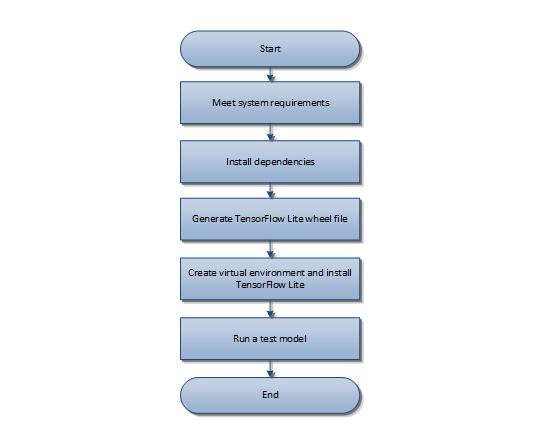 Start
Meet system requirements
Install dependencies
Generate TensorFlow Lite wheel file
Create virtual environment and install
TensorFlow Lite
Run a test model
End